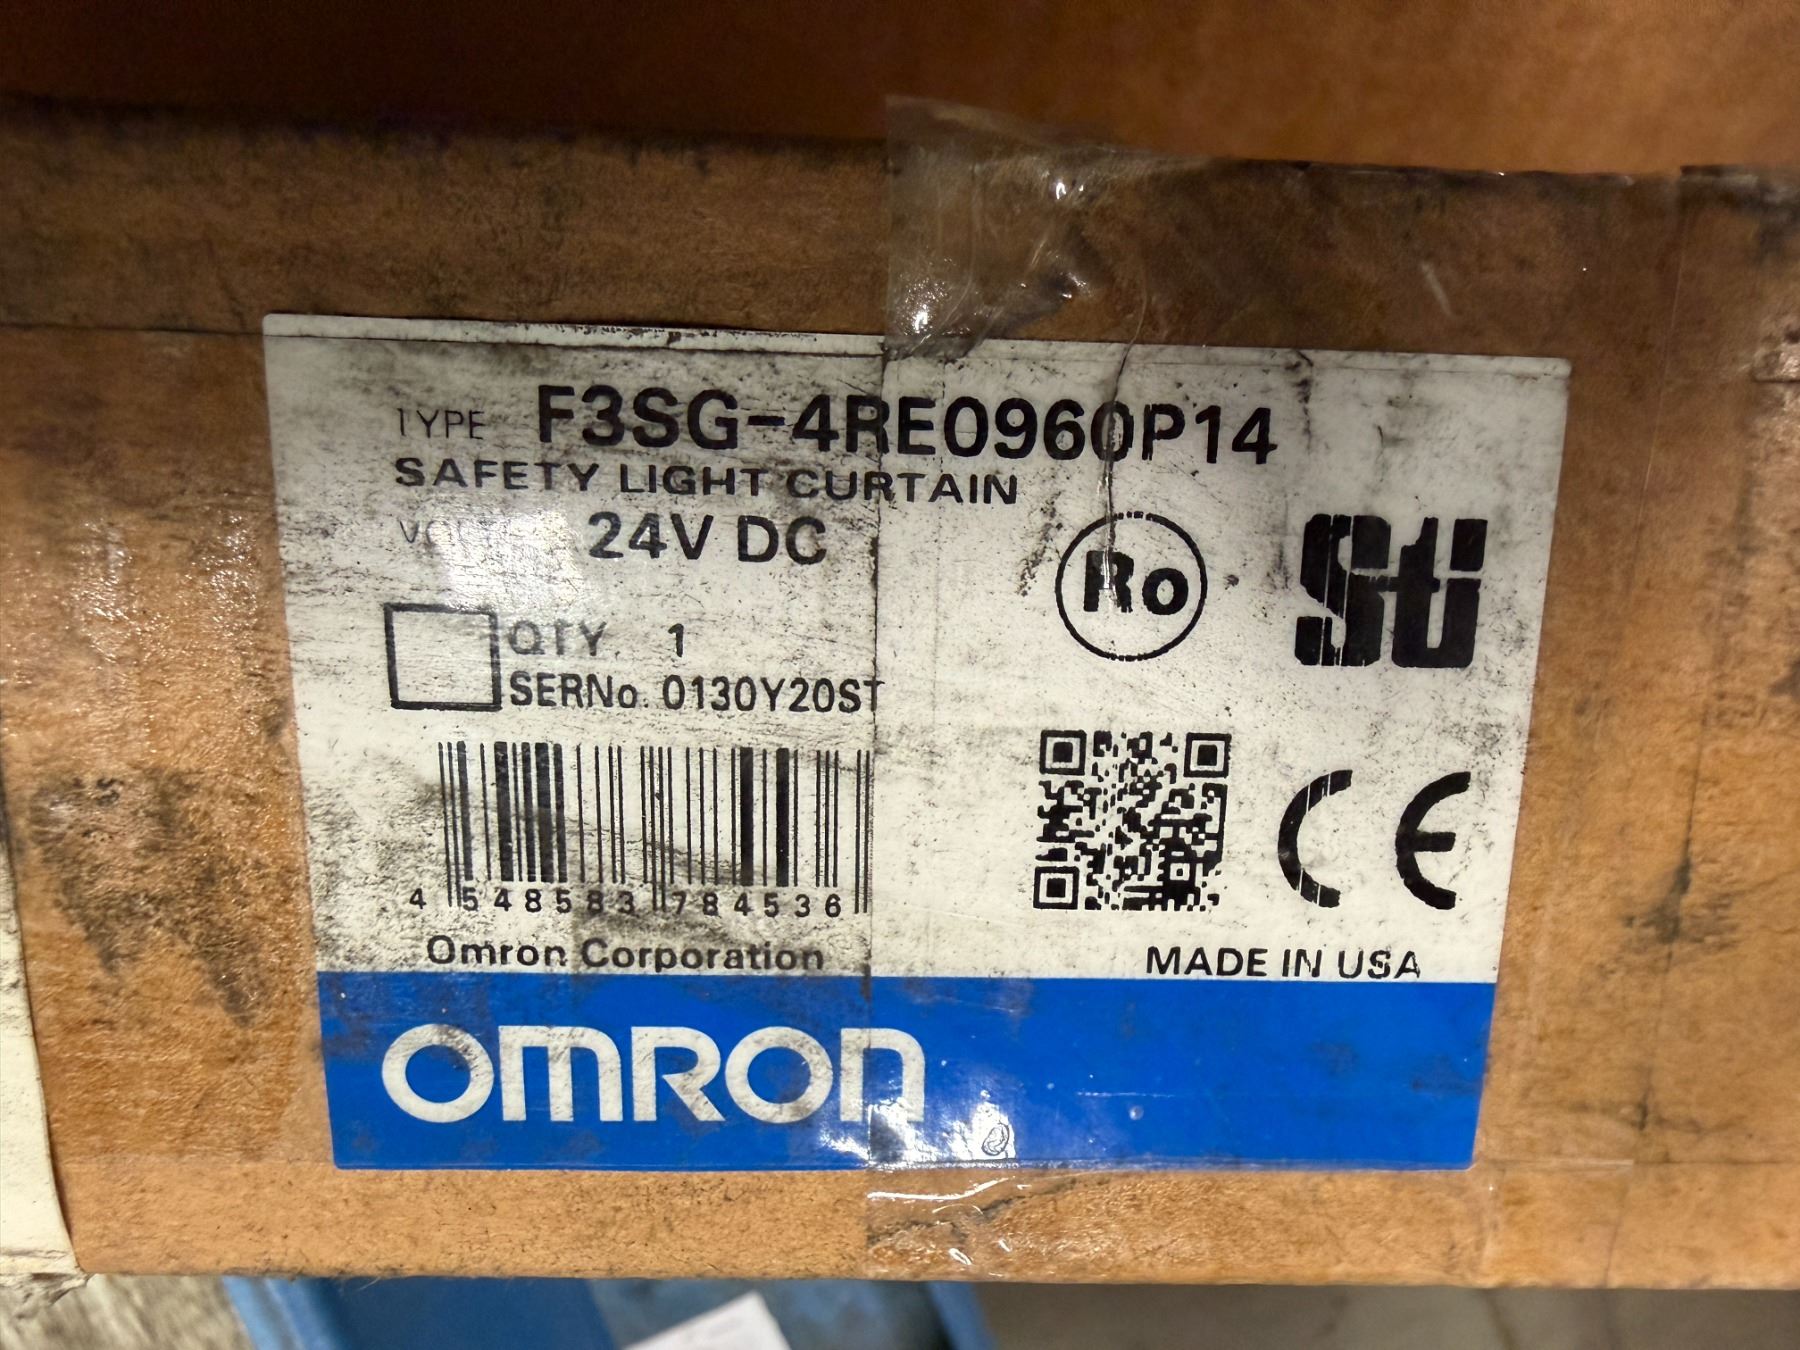 TYPE F3SG-4RE0960P14
SAFETY LIGHT CURTAIN
24V DC
Ro
Sti
QTY. 1
SERNo. 0130Y20ST
4 548583 784536
CE
Omron Corporation
MADE IN USA
OMRON